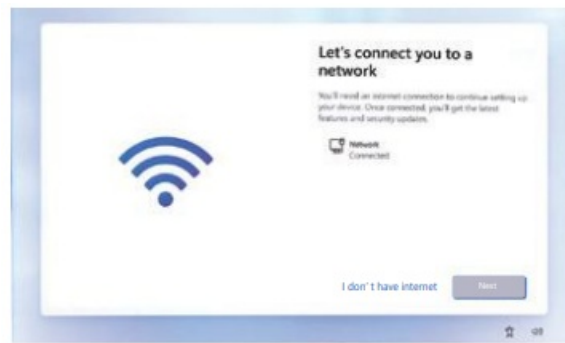 Let's connect you to a
network
You'll need an internet connection to continue setting up
your device. Once connected, you'll get the latest
features and security updates.
Network
Connected
I don't have internet
Next